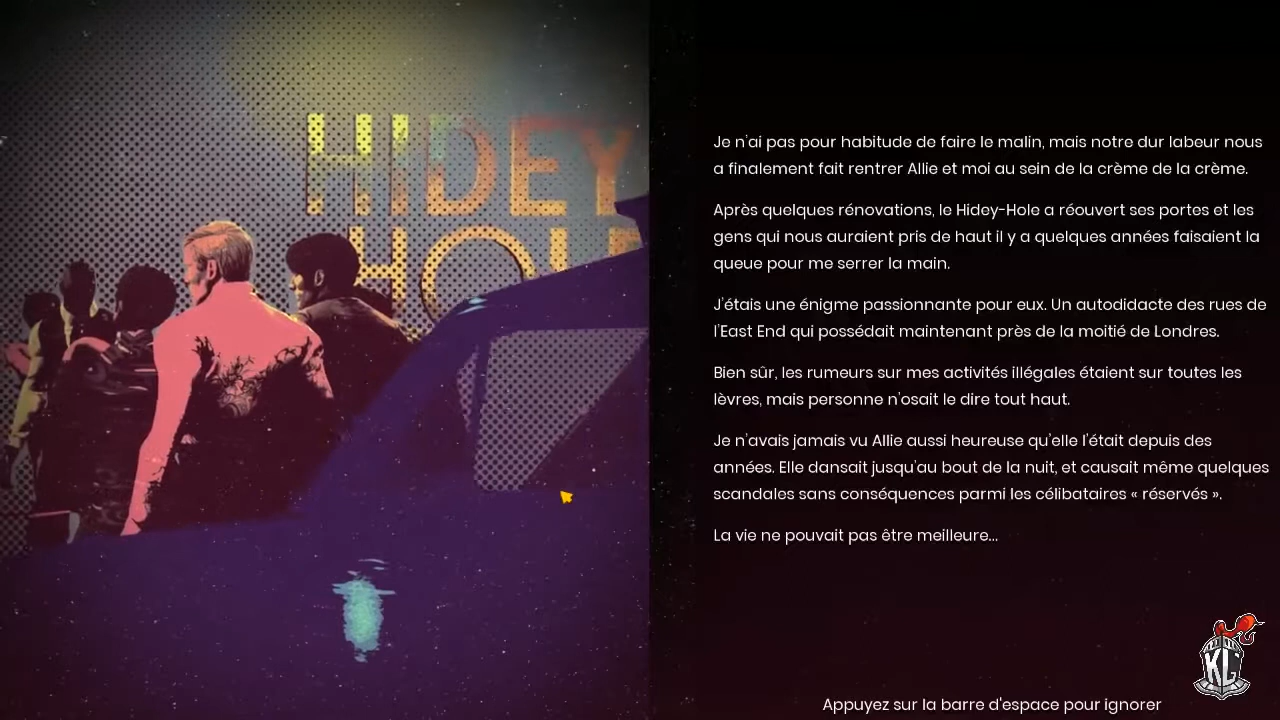 HIDEY
HOL
Je n'ai pas pour habitude de faire le malin, mais notre dur labeur nous
a finalement fait rentrer Allie et moi au sein de la crème de la crème.
Après quelques rénovations, le Hidey-Hole a réouvert ses portes et les
gens qui nous auraient pris de haut il y a quelques années faisaient la
queue pour me serrer la main.
J'étais une énigme passionnante pour eux. Un autodidacte des rues de
l'East End qui possédait maintenant près de la moitié de Londres.
Bien sûr, les rumeurs sur mes activités illégales étaient sur toutes les
lèvres, mais personne n'osait le dire tout haut.
Je n'avais jamais vu Allie aussi heureuse qu'elle l'était depuis des
années. Elle dansait jusqu'au bout de la nuit, et causait même quelques
scandales sans conséquences parmi les célibataires « réservés ».
La vie ne pouvait pas être meilleure...
KL
Appuyez sur la barre d'espace pour ignorer